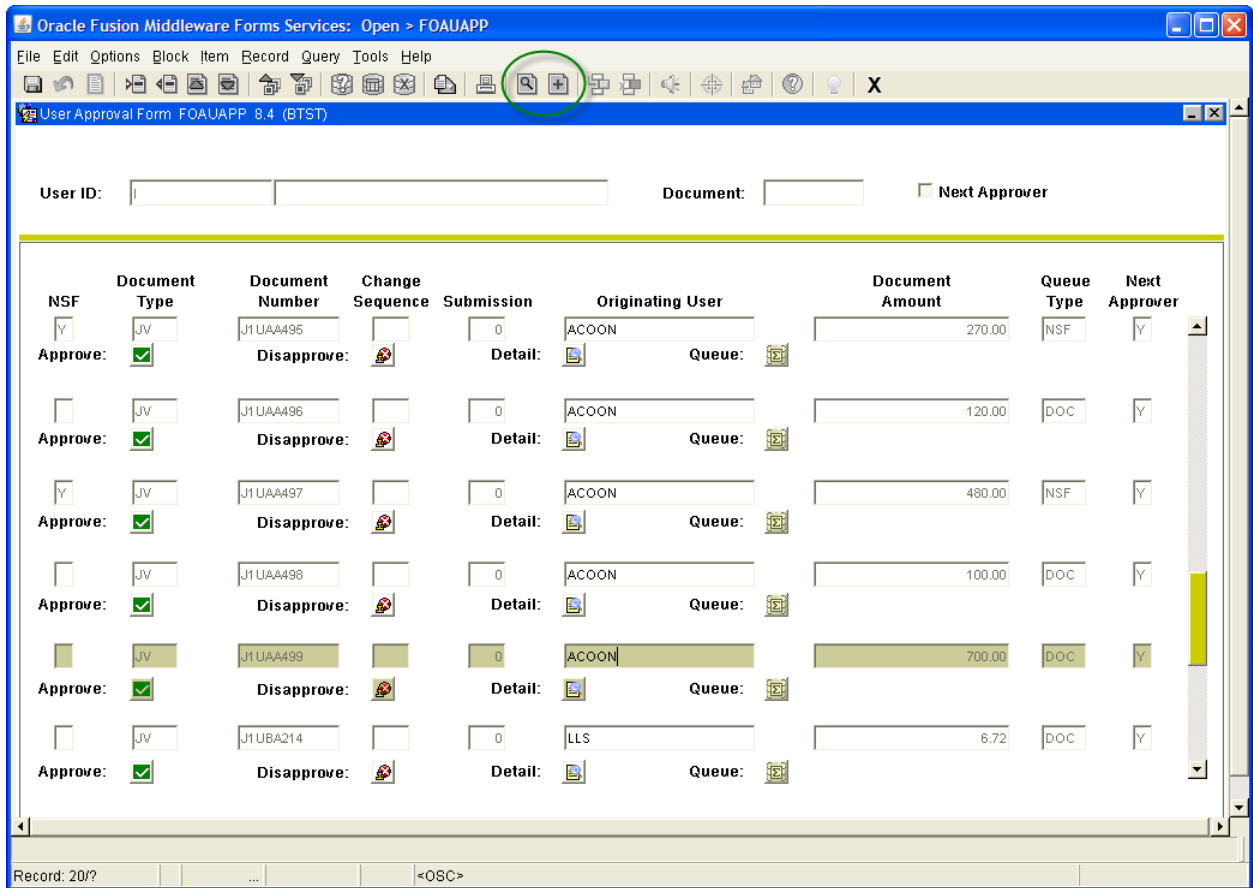 Oracle Fusion Middleware Forms Services: Open > FOAUAPP
File Edit Options Block Item Record Query Tools Help
X
User Approval Form FOAUAPP 8.4 (BTST)
User ID: Document: Next Approver
Document Document Change Document Queue Next
NSF Type Number Sequence Submission Originating User Amount Type Approver
Y JV J1UAA495 0 ACOON 270.00 NSF Y
Approve: Disapprove: Detail: Queue:
JV J1UAA496 0 ACOON 120.00 DOC Y
Approve: Disapprove: Detail: Queue:
Y JV J1UAA497 0 ACOON 480.00 NSF Y
Approve: Disapprove: Detail: Queue:
JV J1UAA498 0 ACOON 100.00 DOC Y
Approve: Disapprove: Detail: Queue:
JV J1UAA499 0 ACOON 700.00 DOC Y
Approve: Disapprove: Detail: Queue:
JV J1UBA214 0 LLS 6.72 DOC Y
Approve: Disapprove: Detail: Queue:
Record: 20/? ... <OSC>